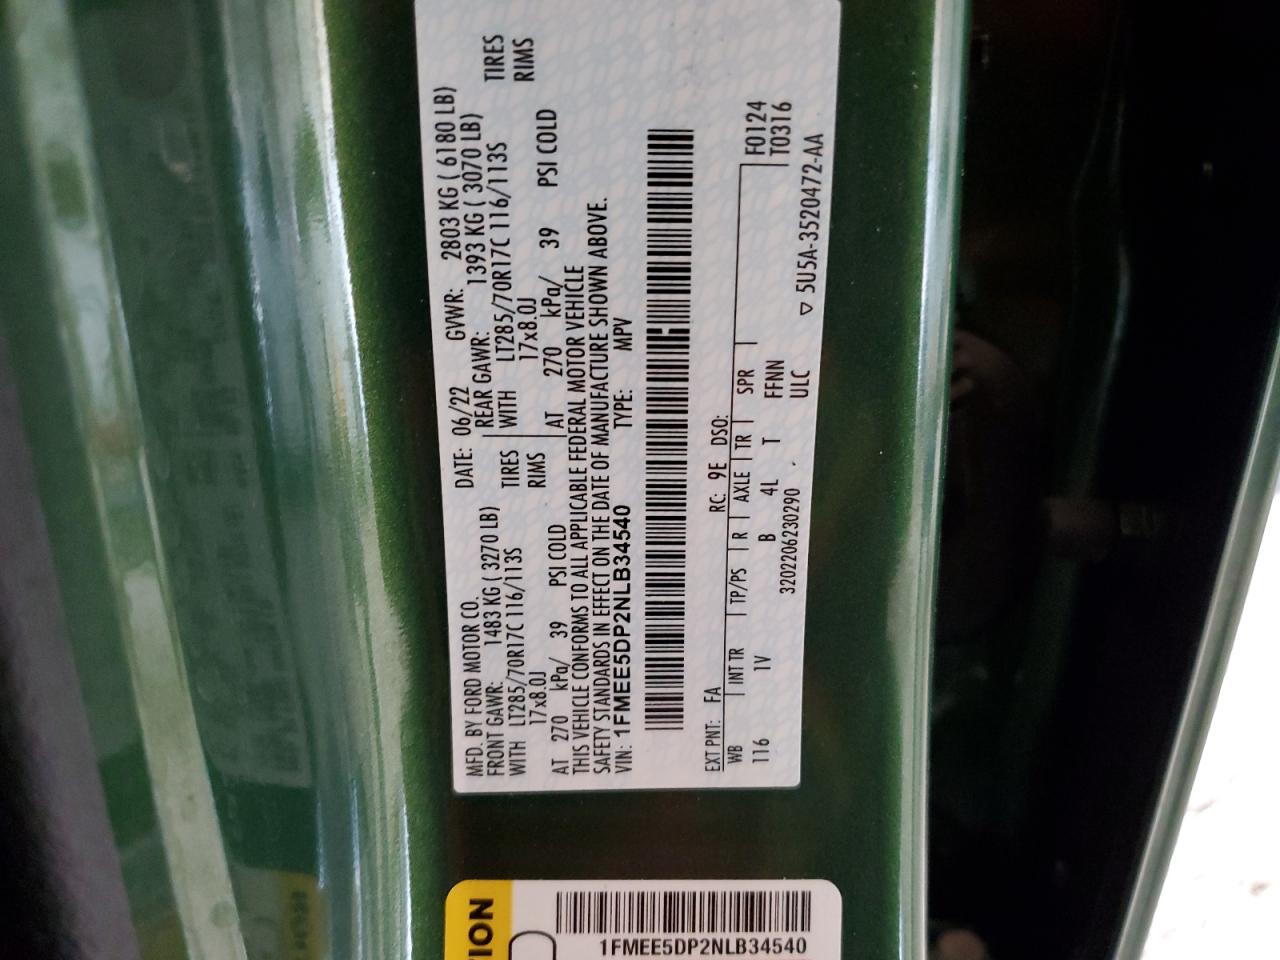 MFD. BY FORD MOTOR CO.
DATE: 06/22 GVWR: 2803 KG ( 6180 LB)
FRONT GAWR: 1483 KG ( 3270 LB) REAR GAWR: 1393 KG ( 3070 LB)
WITH LT285/70R17C 116/113S TIRES WITH LT285/70R17C 116/113S TIRES
17x8.0J RIMS 17x8.0J RIMS
AT 270 kPa/ 39 PSI COLD AT 270 kPa/ 39 PSI COLD
THIS VEHICLE CONFORMS TO ALL APPLICABLE FEDERAL MOTOR VEHICLE
SAFETY STANDARDS IN EFFECT ON THE DATE OF MANUFACTURE SHOWN ABOVE.
VIN: 1FMEE5DP2NLB34540 TYPE: MPV
EXT PNT: FA RC: 9E DSO:
WB INT TR TP/PS R AXLE TR SPR F0124
116 1V B 4L T FFNN T0316
3202206230290 ULC
▽ 5U5A-3520472-AA
TION
1FMEE5DP2NLB34540